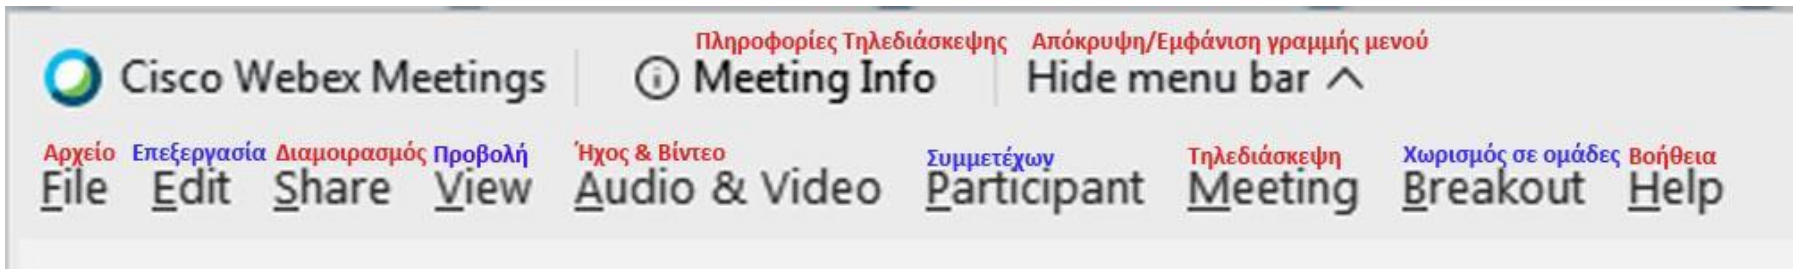 Πληροφορίες Τηλεδιάσκεψης Απόκρυψη/Εμφάνιση γραμμής μενού
Cisco Webex Meetings Meeting Info Hide menu bar
Αρχείο Επεξεργασία Διαμοιρασμός Προβολή Ήχος & Βίντεο Συμμετέχων Τηλεδιάσκεψη Χωρισμός σε ομάδες Βοήθεια
File Edit Share View Audio & Video Participant Meeting Breakout Help